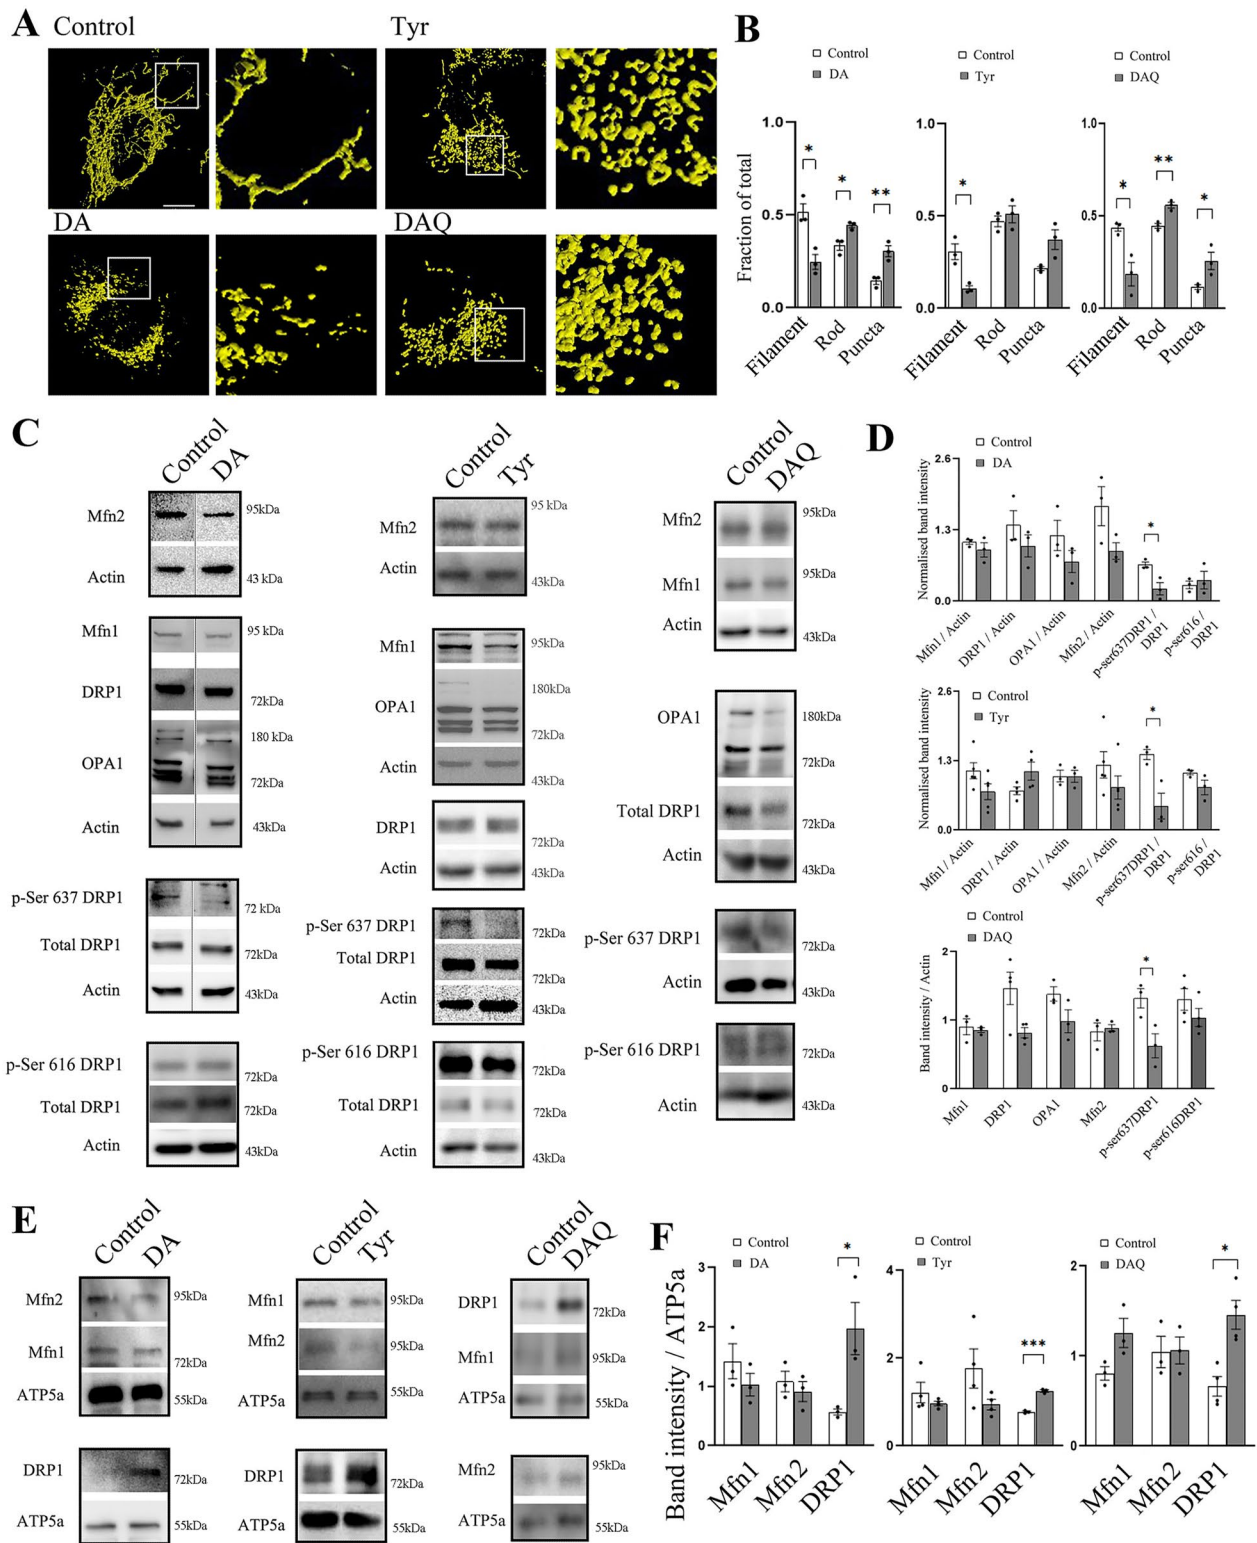 A
Control
Tyr
DA
DAQ
B
Control
DA
Control
Tyr
Control
DAQ
Fraction of total
1.0
0.5
0.0
*
*
**
Filament
Rod
Puncta
1.0
0.5
0.0
*
Filament
Rod
Puncta
1.0
0.5
0.0
*
**
*
Filament
Rod
Puncta
C
Control
DA
Mfn2
95kDa
Actin
43 kDa
Mfn1
95 kDa
DRP1
72kDa
OPA1
180 kDa
72kDa
Actin
43kDa
p-Ser 637 DRP1
72 kDa
Total DRP1
72kDa
Actin
43kDa
p-Ser 616 DRP1
72kDa
Total DRP1
72kDa
Actin
43kDa
Control
Tyr
Mfn2
95 kDa
Actin
43kDa
Mfn1
95kDa
OPA1
180kDa
72kDa
Actin
43kDa
DRP1
72kDa
Actin
43kDa
p-Ser 637 DRP1
72kDa
Total DRP1
72kDa
Actin
43kDa
p-Ser 616 DRP1
72kDa
Total DRP1
72kDa
Actin
43kDa
Control
DAQ
Mfn2
95kDa
Mfn1
95kDa
Actin
43kDa
OPA1
180kDa
72kDa
Total DRP1
72kDa
Actin
43kDa
p-Ser 637 DRP1
72kDa
Actin
43kDa
p-Ser 616 DRP1
72kDa
Actin
43kDa
D
Control
DA
Normalised band intensity
2.6
1.3
0.0
*
Mfn1 / Actin
DRP1 / Actin
OPA1 / Actin
Mfn2 / Actin
p-ser637DRP1 /
DRP1
p-ser616 /
DRP1
Control
Tyr
Normalised band intensity
2.6
1.3
0.0
*
Mfn1 / Actin
DRP1 / Actin
OPA1 / Actin
Mfn2 / Actin
p-ser637DRP1 /
DRP1
p-ser616 /
DRP1
Control
DAQ
Band intensity / Actin
2
1
0
*
Mfn1
DRP1
OPA1
Mfn2
p-ser637DRP1
p-ser616DRP1
E
Control
DA
Mfn2
95kDa
Mfn1
72kDa
ATP5a
55kDa
DRP1
72kDa
ATP5a
55kDa
Control
Tyr
Mfn1
95kDa
Mfn2
95kDa
ATP5a
55kDa
DRP1
72kDa
ATP5a
55kDa
Control
DAQ
DRP1
72kDa
Mfn1
95kDa
ATP5a
55kDa
Mfn2
95kDa
ATP5a
55kDa
F
Control
DA
Band intensity / ATP5a
3
2
1
0
*
Mfn1
Mfn2
DRP1
Control
Tyr
4
2
0
***
Mfn1
Mfn2
DRP1
Control
DAQ
2
1
0
*
Mfn1
Mfn2
DRP1